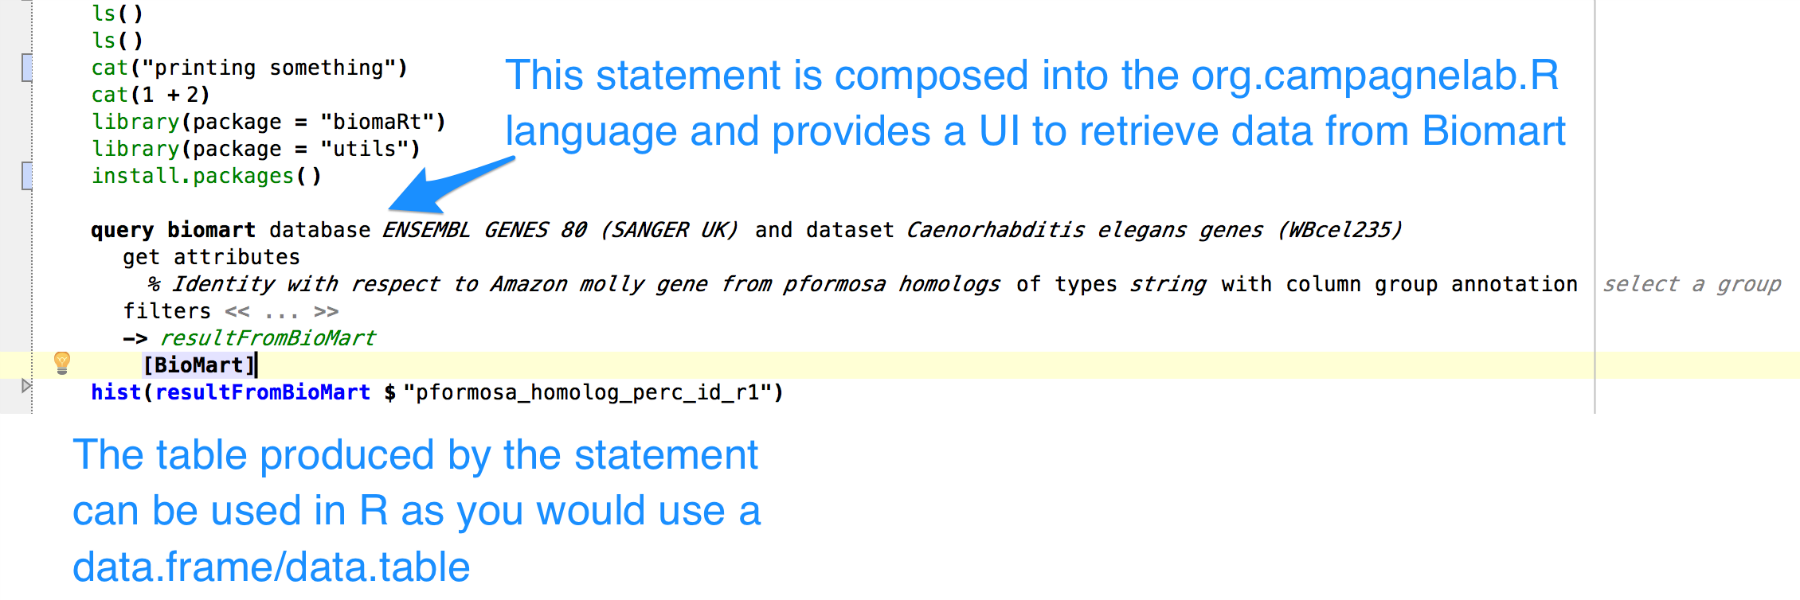 ls()
ls()
cat("printing something")
cat(1 + 2)
library(package = "biomaRt")
library(package = "utils")
install.packages()
This statement is composed into the org.campagnelab.R
language and provides a UI to retrieve data from Biomart
query biomart database ENSEMBL GENES 80 (SANGER UK) and dataset Caenorhabditis elegans genes (WBcel235)
get attributes
% Identity with respect to Amazon molly gene from pformosa homologs of types string with column group annotation select a group
filters << ... >>
-> resultFromBioMart
[BioMart]
hist(resultFromBioMart $ "pformosa_homolog_perc_id_r1")
The table produced by the statement
can be used in R as you would use a
data.frame/data.table